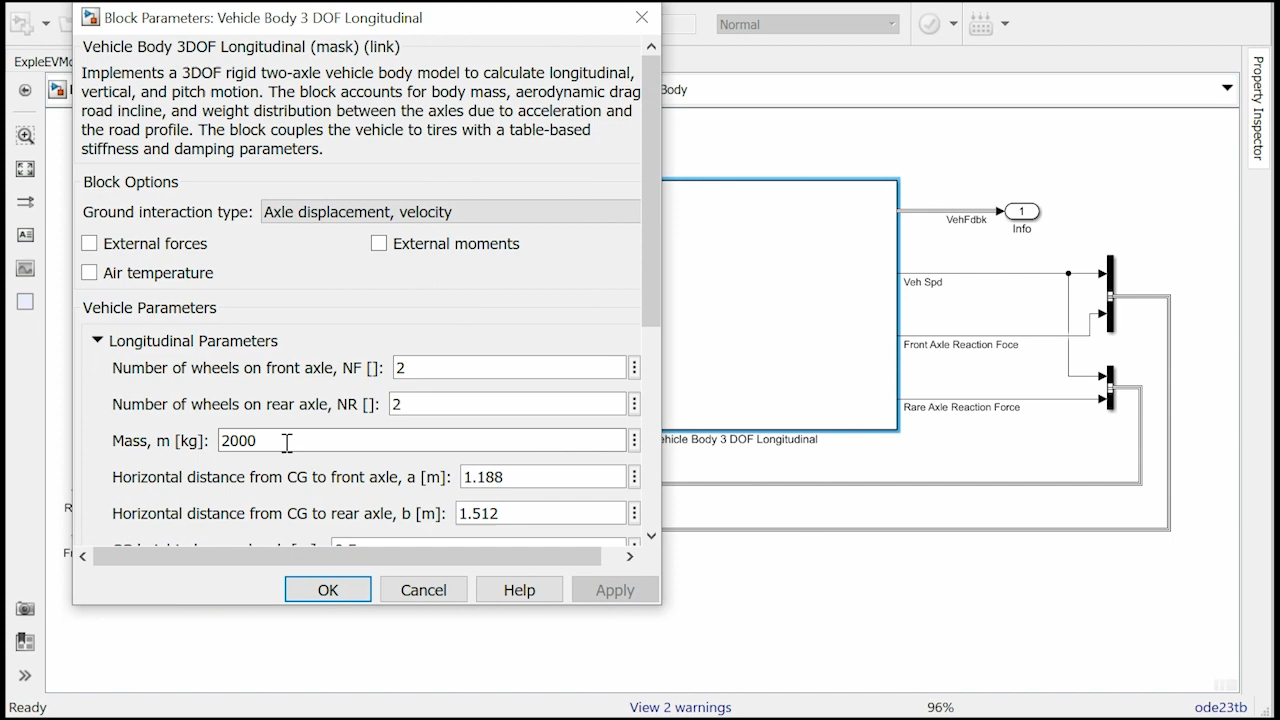 Block Parameters: Vehicle Body 3 DOF Longitudinal
Normal
Vehicle Body 3DOF Longitudinal (mask) (link)
Implements a 3DOF rigid two-axle vehicle body model to calculate longitudinal,
vertical, and pitch motion. The block accounts for body mass, aerodynamic drag
road incline, and weight distribution between the axles due to acceleration and
the road profile. The block couples the vehicle to tires with a table-based
stiffness and damping parameters.
Block Options
Ground interaction type: Axle displacement, velocity
External forces
External moments
Air temperature
Vehicle Parameters
Longitudinal Parameters
Number of wheels on front axle, NF []: 2
Number of wheels on rear axle, NR []: 2
Mass, m [kg]: 2000
Horizontal distance from CG to front axle, a [m]: 1.188
Horizontal distance from CG to rear axle, b [m]: 1.512
OK
Cancel
Help
Apply
ExpleEVMo
Body
Property Inspector
VehFdbk
1
Info
Veh Spd
Front Axle Reaction Foce
Rare Axle Reaction Force
ehicle Body 3 DOF Longitudinal
R
Fr
Ready
View 2 warnings
96%
ode23tb